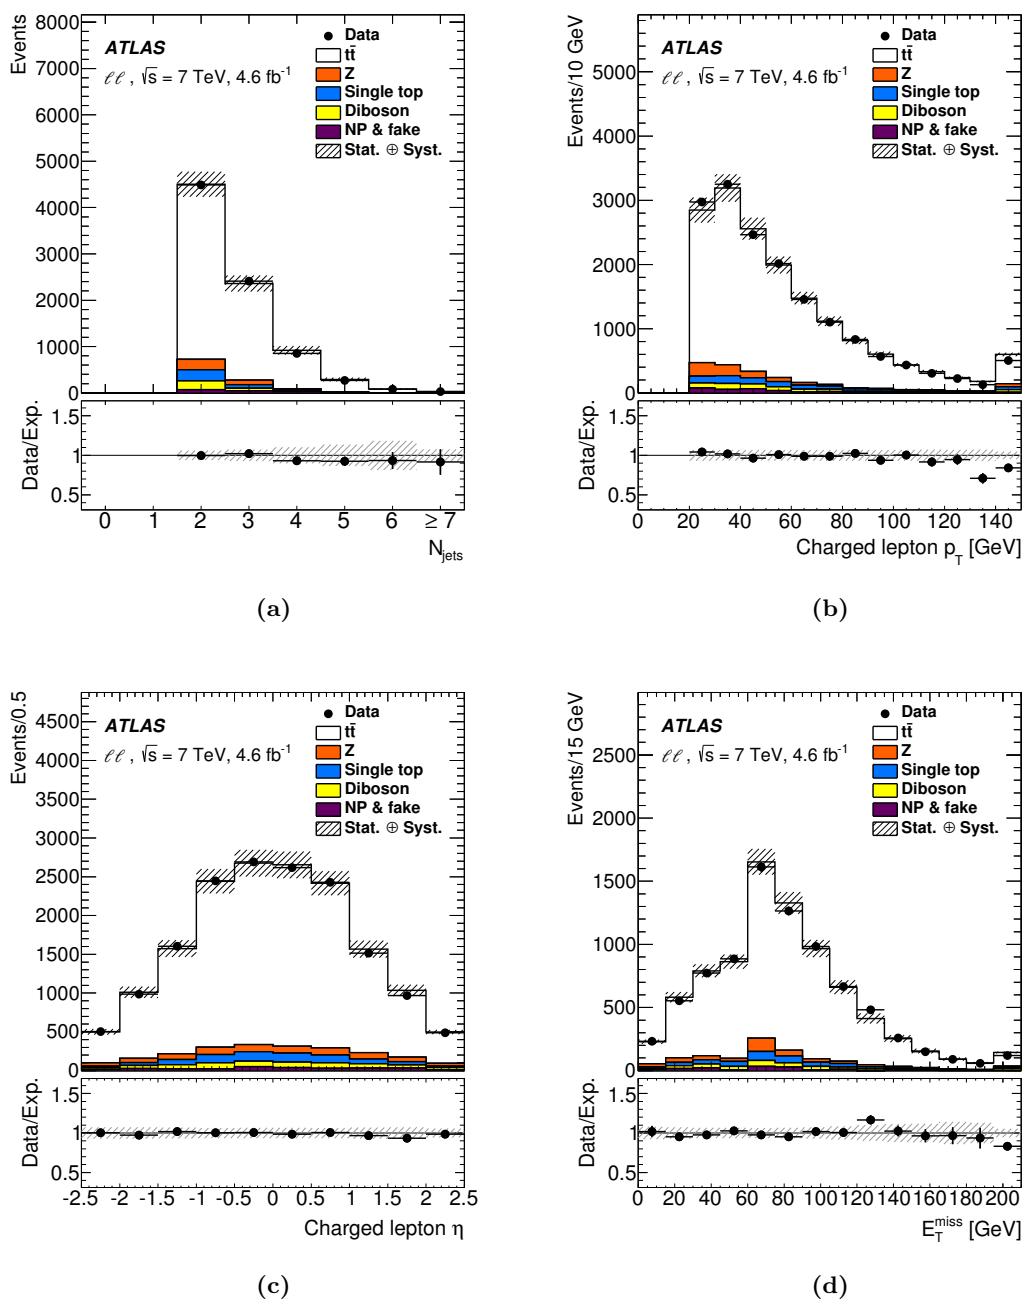 Events
8000
7000
6000
5000
4000
3000
2000
1000
0
ATLAS
ℓℓ , √s = 7 TeV, 4.6 fb⁻¹
Data
tt̄
Z
Single top
Diboson
NP & fake
Stat. ⊕ Syst.
Data/Exp.
1.5
1
0.5
0 1 2 3 4 5 ≥ 7
6
N_jets
(a)
Events/10 GeV
5000
4000
3000
2000
1000
0
ATLAS
ℓℓ , √s = 7 TeV, 4.6 fb⁻¹
Data
tt̄
Z
Single top
Diboson
NP & fake
Stat. ⊕ Syst.
Data/Exp.
1.5
1
0.5
0 20 40 60 80 100 120 140
Charged lepton p_T [GeV]
(b)
Events/0.5
4500
4000
3500
3000
2500
2000
1500
1000
500
0
ATLAS
ℓℓ , √s = 7 TeV, 4.6 fb⁻¹
Data
tt̄
Z
Single top
Diboson
NP & fake
Stat. ⊕ Syst.
Data/Exp.
1.5
1
0.5
-2.5 -2 -1.5 -1 -0.5 0 0.5 1 1.5 2 2.5
Charged lepton η
(c)
Events/15 GeV
2500
2000
1500
1000
500
0
ATLAS
ℓℓ , √s = 7 TeV, 4.6 fb⁻¹
Data
tt̄
Z
Single top
Diboson
NP & fake
Stat. ⊕ Syst.
Data/Exp.
1.5
1
0.5
0 20 40 60 80 100 120 140 160 180 200
E_T^miss [GeV]
(d)